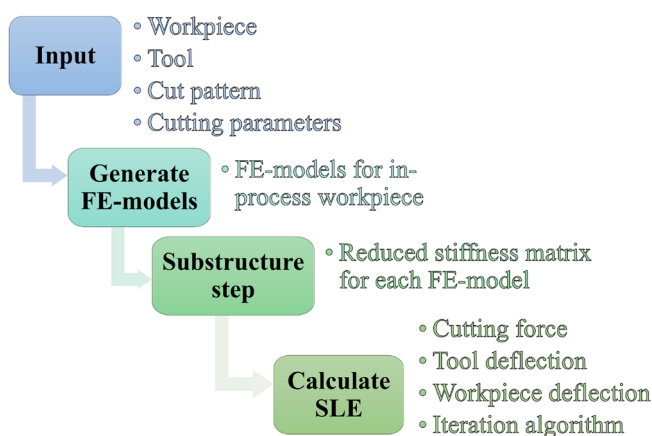 Input
• Workpiece
• Tool
• Cut pattern
• Cutting parameters
Generate
FE-models
• FE-models for in-
process workpiece
Substructure
step
• Reduced stiffness matrix
for each FE-model
Calculate
SLE
• Cutting force
• Tool deflection
• Workpiece deflection
• Iteration algorithm